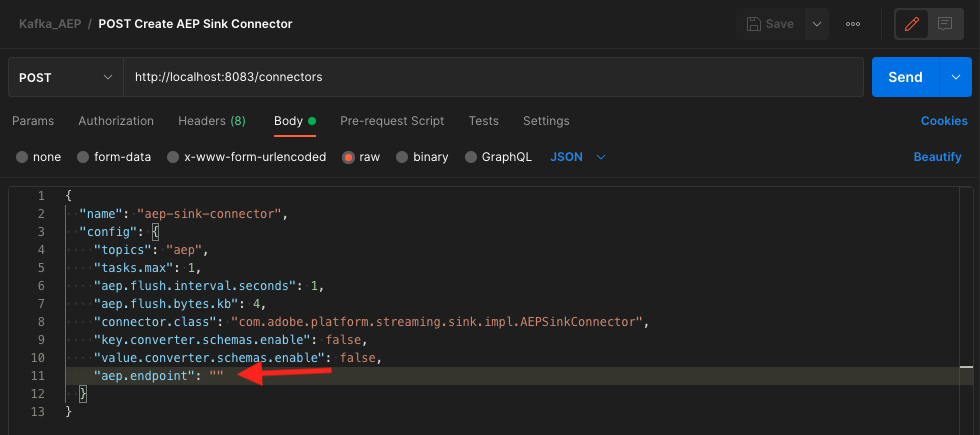 Kafka_AEP / POST Create AEP Sink Connector
Save
POST
http://localhost:8083/connectors
Send
Params Authorization Headers (8) Body Pre-request Script Tests Settings Cookies
none form-data x-www-form-urlencoded raw binary GraphQL JSON Beautify
1 {
2 "name": "aep-sink-connector",
3 "config": {
4 "topics": "aep",
5 "tasks.max": 1,
6 "aep.flush.interval.seconds": 1,
7 "aep.flush.bytes.kb": 4,
8 "connector.class": "com.adobe.platform.streaming.sink.impl.AEPSinkConnector",
9 "key.converter.schemas.enable": false,
10 "value.converter.schemas.enable": false,
11 "aep.endpoint": ""
12 }
13 }